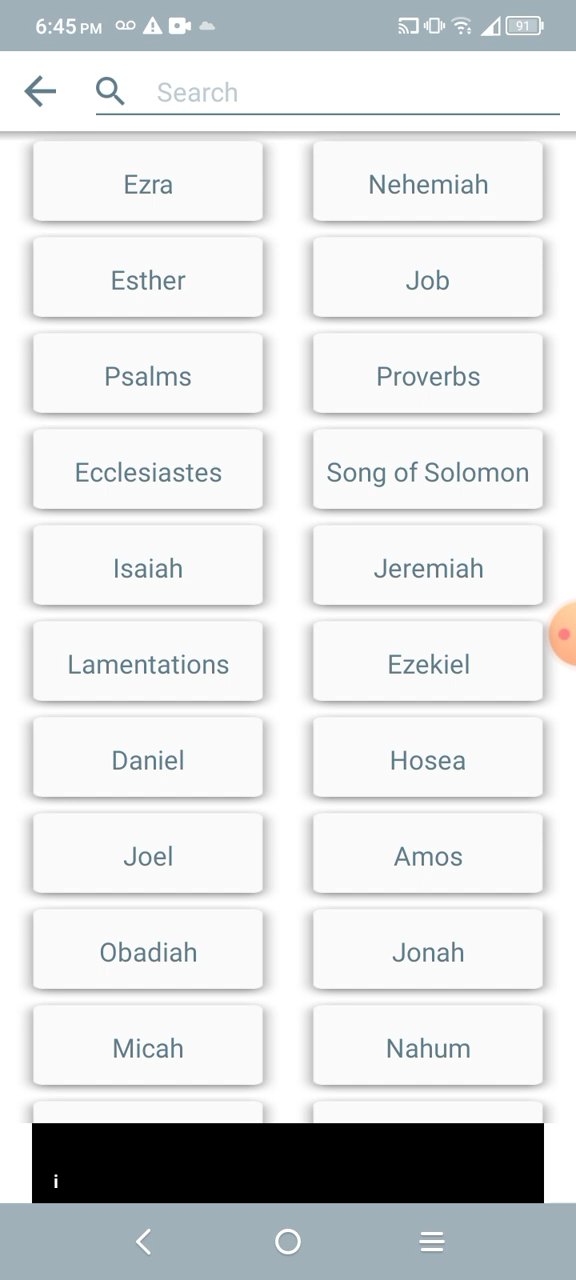 6:45 PM 91
Search
Ezra Nehemiah
Esther Job
Psalms Proverbs
Ecclesiastes Song of Solomon
Isaiah Jeremiah
Lamentations Ezekiel
Daniel Hosea
Joel Amos
Obadiah Jonah
Micah Nahum
i